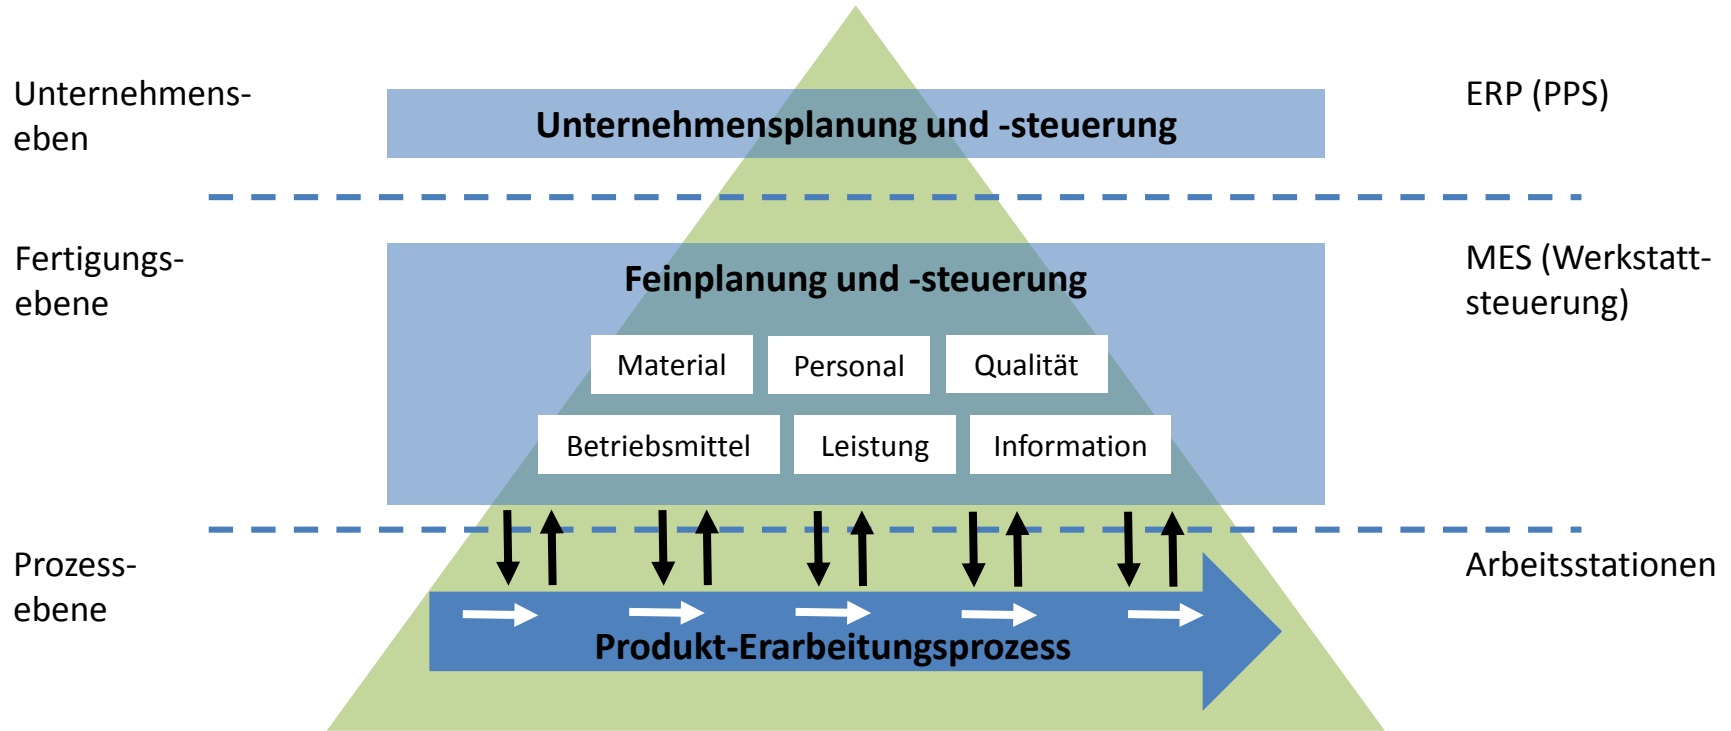 Unternehmens-
eben
Unternehmensplanung und -steuerung
ERP (PPS)
Fertigungs-
ebene
Feinplanung und -steuerung
MES (Werkstatt-
steuerung)
Material
Personal
Qualität
Betriebsmittel
Leistung
Information
Prozess-
ebene
Arbeitsstationen
Produkt-Erarbeitungsprozess